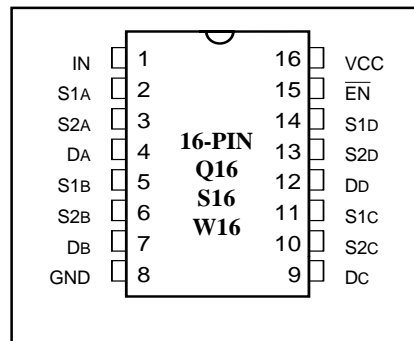 IN 1 16 VCC
S1A 2 15 E̅N̅
S2A 3 14 S1D
DA 4 13 S2D
S1B 5 12 DD
S2B 6 11 S1C
DB 7 10 S2C
GND 8 9 DC
16-PIN
Q16
S16
W16